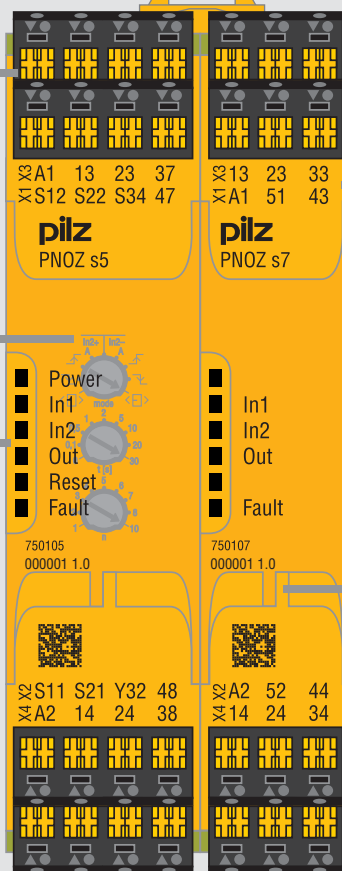 X3 A1 13 23 37
X1 S12 S22 S34 47
pilz
PNOZ s5
In2+ In2-
A A
Power
mode
In1
In2
Out
t [s]
Reset
Fault
n
750105
000001 1.0
X2 S11 S21 Y32 48
X4 A2 14 24 38
X3 13 23 33
X1 A1 51 43
pilz
PNOZ s7
In1
In2
Out
Fault
750107
000001 1.0
X2 A2 52 44
X4 14 24 34